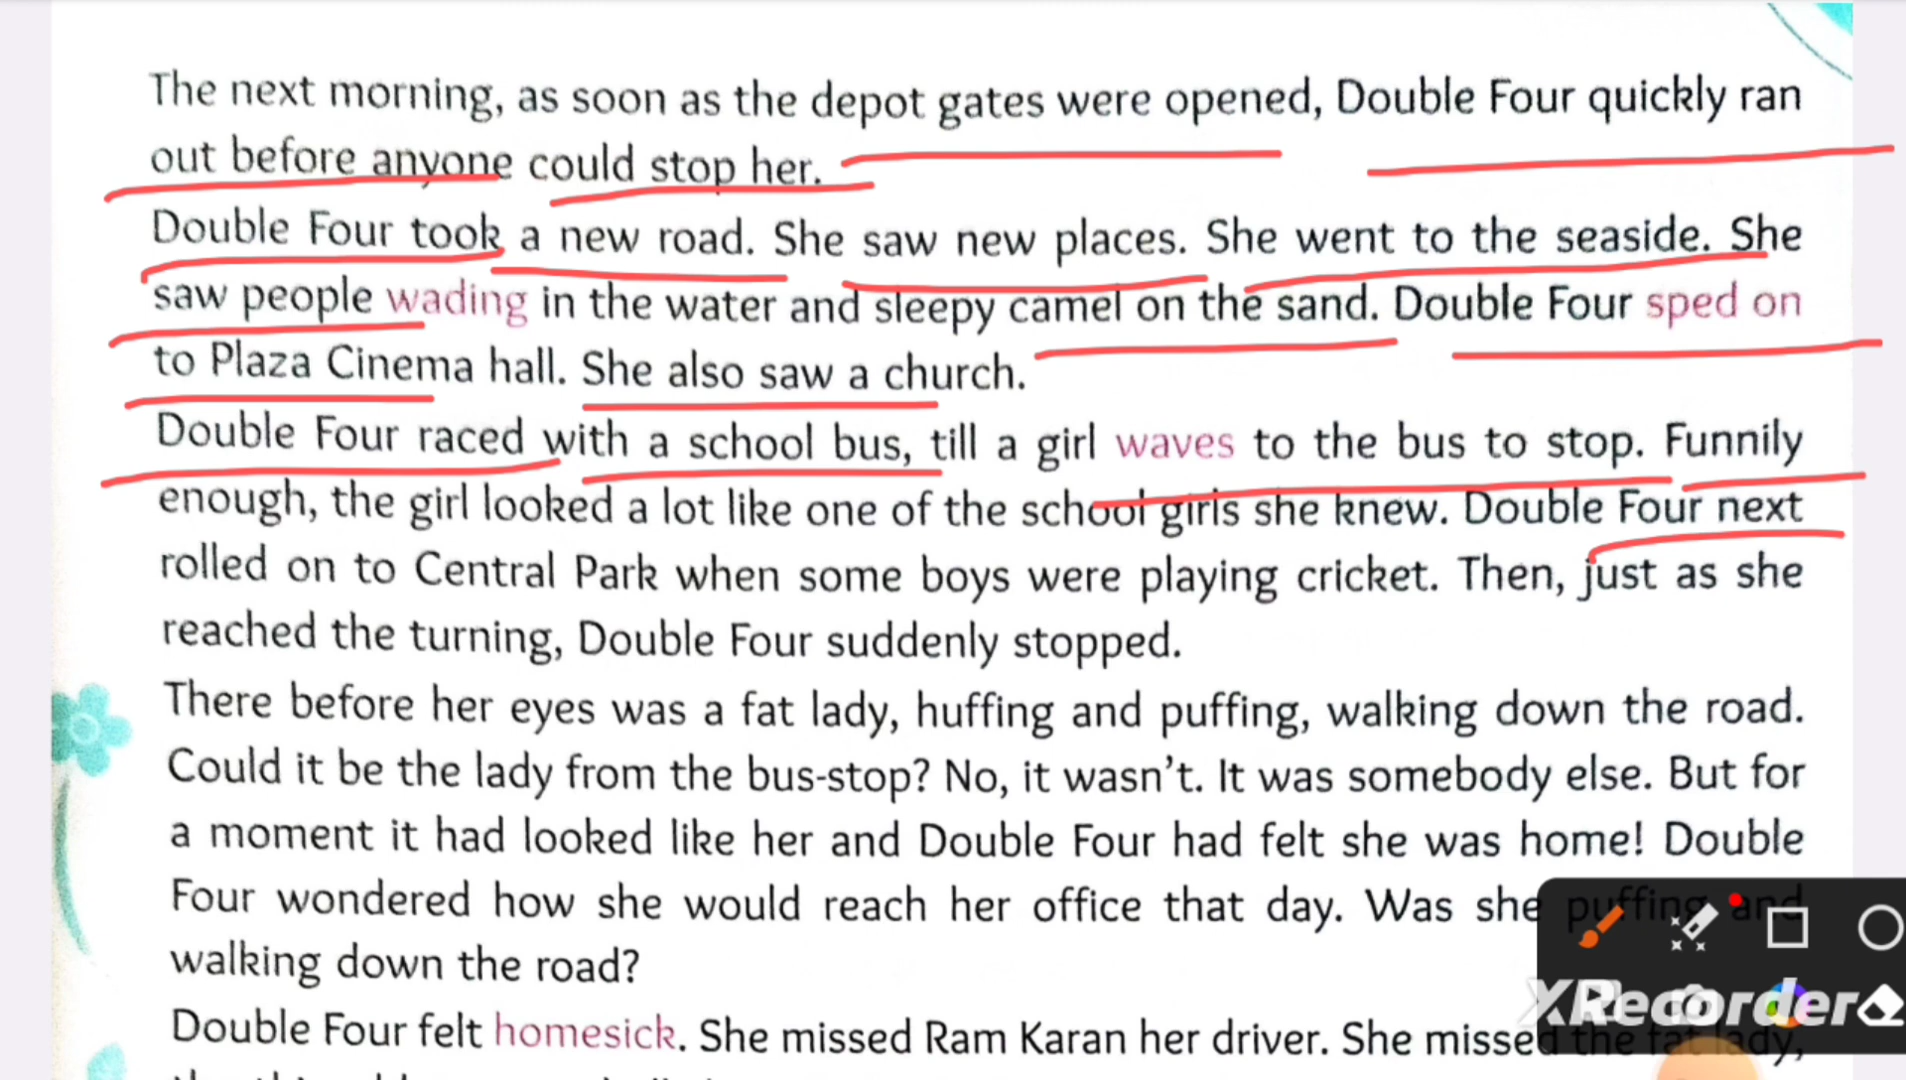 The next morning, as soon as the depot gates were opened, Double Four quickly ran
out before anyone could stop her.
Double Four took a new road. She saw new places. She went to the seaside. She
saw people wading in the water and sleepy camel on the sand. Double Four sped on
to Plaza Cinema hall. She also saw a church.
Double Four raced with a school bus, till a girl waves to the bus to stop. Funnily
enough, the girl looked a lot like one of the school girls she knew. Double Four next
rolled on to Central Park when some boys were playing cricket. Then, just as she
reached the turning, Double Four suddenly stopped.
There before her eyes was a fat lady, huffing and puffing, walking down the road.
Could it be the lady from the bus-stop? No, it wasn't. It was somebody else. But for
a moment it had looked like her and Double Four had felt she was home! Double
Four wondered how she would reach her office that day. Was she puffing and
walking down the road?
Double Four felt homesick. She missed Ram Karan her driver. She missed the fat lady,
XRecorder